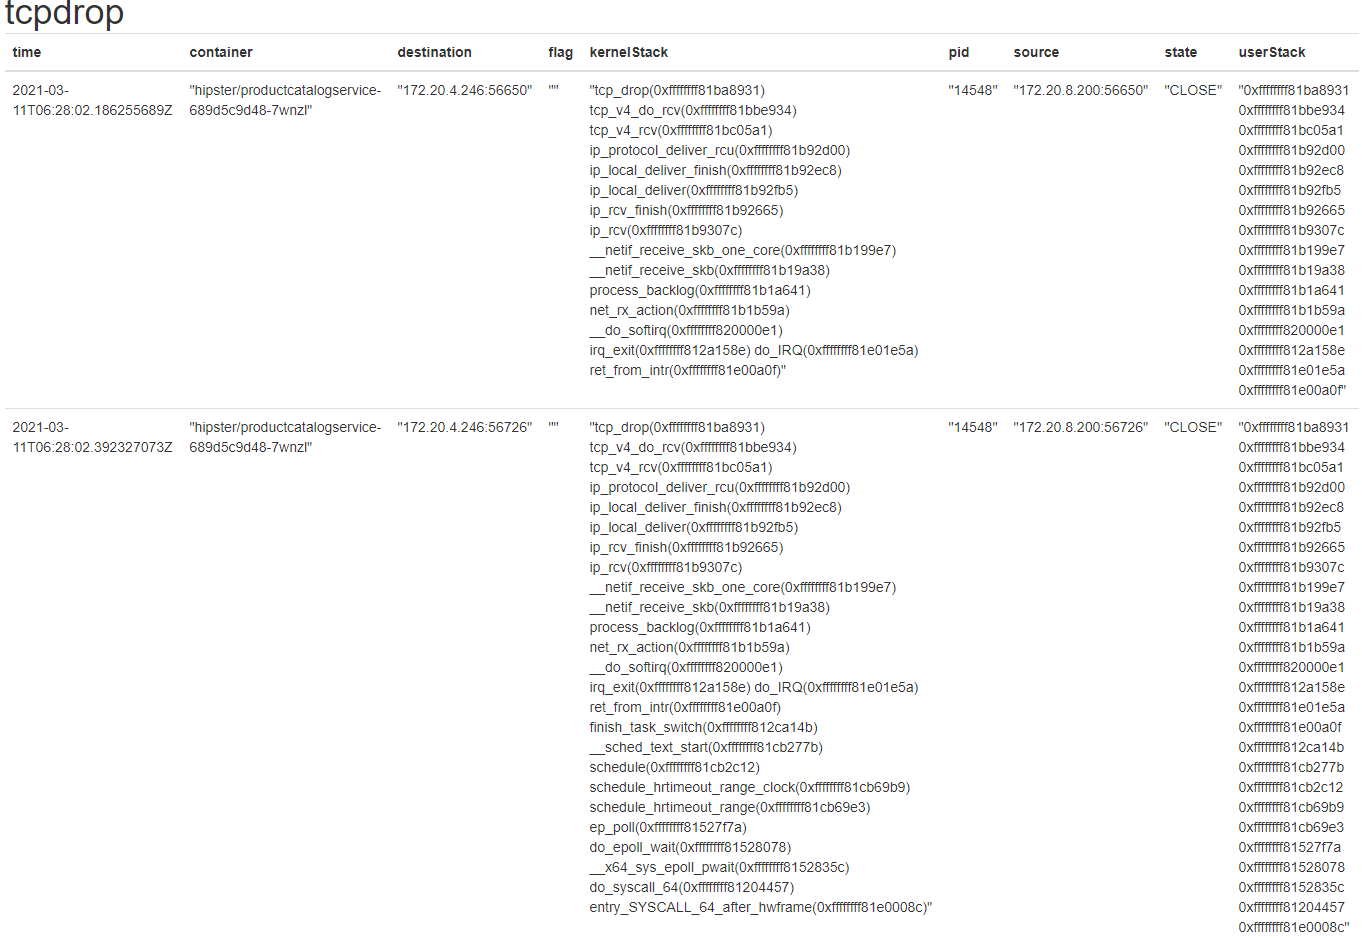 tcpdrop
time container destination flag kernelStack pid source state userStack
2021-03- "hipster/productcatalogservice- "172.20.4.246:56650" "" "tcp_drop(0xffffffff81ba8931) "14548" "172.20.8.200:56650" "CLOSE" "0xffffffff81ba8931
11T06:28:02.186255689Z 689d5c9d48-7wnzl" tcp_v4_do_rcv(0xffffffff81bbe934) 0xffffffff81bbe934
tcp_v4_rcv(0xffffffff81bc05a1) 0xffffffff81bc05a1
ip_protocol_deliver_rcu(0xffffffff81b92d00) 0xffffffff81b92d00
ip_local_deliver_finish(0xffffffff81b92ec8) 0xffffffff81b92ec8
ip_local_deliver(0xffffffff81b92fb5) 0xffffffff81b92fb5
ip_rcv_finish(0xffffffff81b92665) 0xffffffff81b92665
ip_rcv(0xffffffff81b9307c) 0xffffffff81b9307c
__netif_receive_skb_one_core(0xffffffff81b199e7) 0xffffffff81b199e7
__netif_receive_skb(0xffffffff81b19a38) 0xffffffff81b19a38
process_backlog(0xffffffff81b1a641) 0xffffffff81b1a641
net_rx_action(0xffffffff81b1b59a) 0xffffffff81b1b59a
__do_softirq(0xffffffff820000e1) 0xffffffff820000e1
irq_exit(0xffffffff812a158e) do_IRQ(0xffffffff81e01e5a) 0xffffffff812a158e
ret_from_intr(0xffffffff81e00a0f)" 0xffffffff81e01e5a
0xffffffff81e00a0f"
2021-03- "hipster/productcatalogservice- "172.20.4.246:56726" "" "tcp_drop(0xffffffff81ba8931) "14548" "172.20.8.200:56726" "CLOSE" "0xffffffff81ba8931
11T06:28:02.392327073Z 689d5c9d48-7wnzl" tcp_v4_do_rcv(0xffffffff81bbe934) 0xffffffff81bbe934
tcp_v4_rcv(0xffffffff81bc05a1) 0xffffffff81bc05a1
ip_protocol_deliver_rcu(0xffffffff81b92d00) 0xffffffff81b92d00
ip_local_deliver_finish(0xffffffff81b92ec8) 0xffffffff81b92ec8
ip_local_deliver(0xffffffff81b92fb5) 0xffffffff81b92fb5
ip_rcv_finish(0xffffffff81b92665) 0xffffffff81b92665
ip_rcv(0xffffffff81b9307c) 0xffffffff81b9307c
__netif_receive_skb_one_core(0xffffffff81b199e7) 0xffffffff81b199e7
__netif_receive_skb(0xffffffff81b19a38) 0xffffffff81b19a38
process_backlog(0xffffffff81b1a641) 0xffffffff81b1a641
net_rx_action(0xffffffff81b1b59a) 0xffffffff81b1b59a
__do_softirq(0xffffffff820000e1) 0xffffffff820000e1
irq_exit(0xffffffff812a158e) do_IRQ(0xffffffff81e01e5a) 0xffffffff812a158e
ret_from_intr(0xffffffff81e00a0f) 0xffffffff81e01e5a
finish_task_switch(0xffffffff812ca14b) 0xffffffff81e00a0f
__sched_text_start(0xffffffff81cb277b) 0xffffffff812ca14b
schedule(0xffffffff81cb2c12) 0xffffffff81cb277b
schedule_hrtimeout_range_clock(0xffffffff81cb69b9) 0xffffffff81cb2c12
schedule_hrtimeout_range(0xffffffff81cb69e3) 0xffffffff81cb69b9
ep_poll(0xffffffff81527f7a) 0xffffffff81cb69e3
do_epoll_wait(0xffffffff81528078) 0xffffffff81527f7a
__x64_sys_epoll_pwait(0xffffffff8152835c) 0xffffffff81528078
do_syscall_64(0xffffffff81204457) 0xffffffff8152835c
entry_SYSCALL_64_after_hwframe(0xffffffff81e0008c)" 0xffffffff81204457
0xffffffff81e0008c"